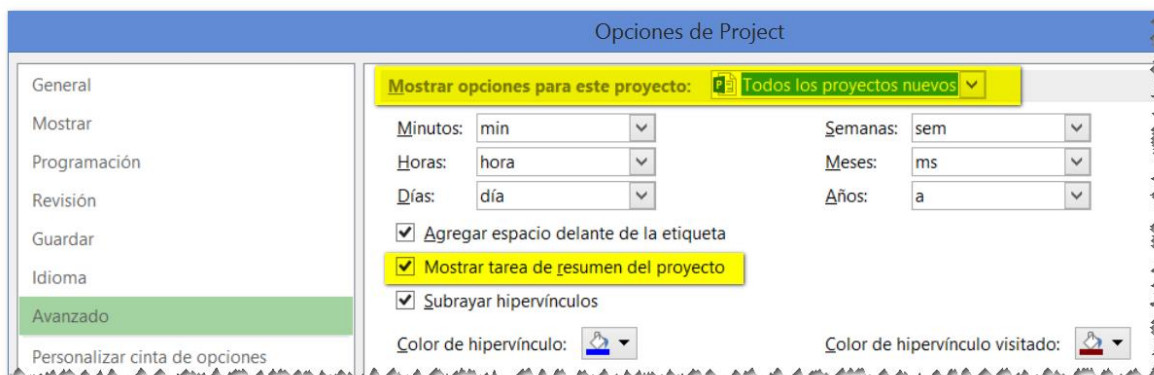 Opciones de Project
General
Mostrar
Programación
Revisión
Guardar
Idioma
Avanzado
Personalizar cinta de opciones
Mostrar opciones para este proyecto: Todos los proyectos nuevos
Minutos: min Semanas: sem
Horas: hora Meses: ms
Días: día Años: a
Agregar espacio delante de la etiqueta
Mostrar tarea de resumen del proyecto
Subrayar hipervínculos
Color de hipervínculo: Color de hipervínculo visitado: